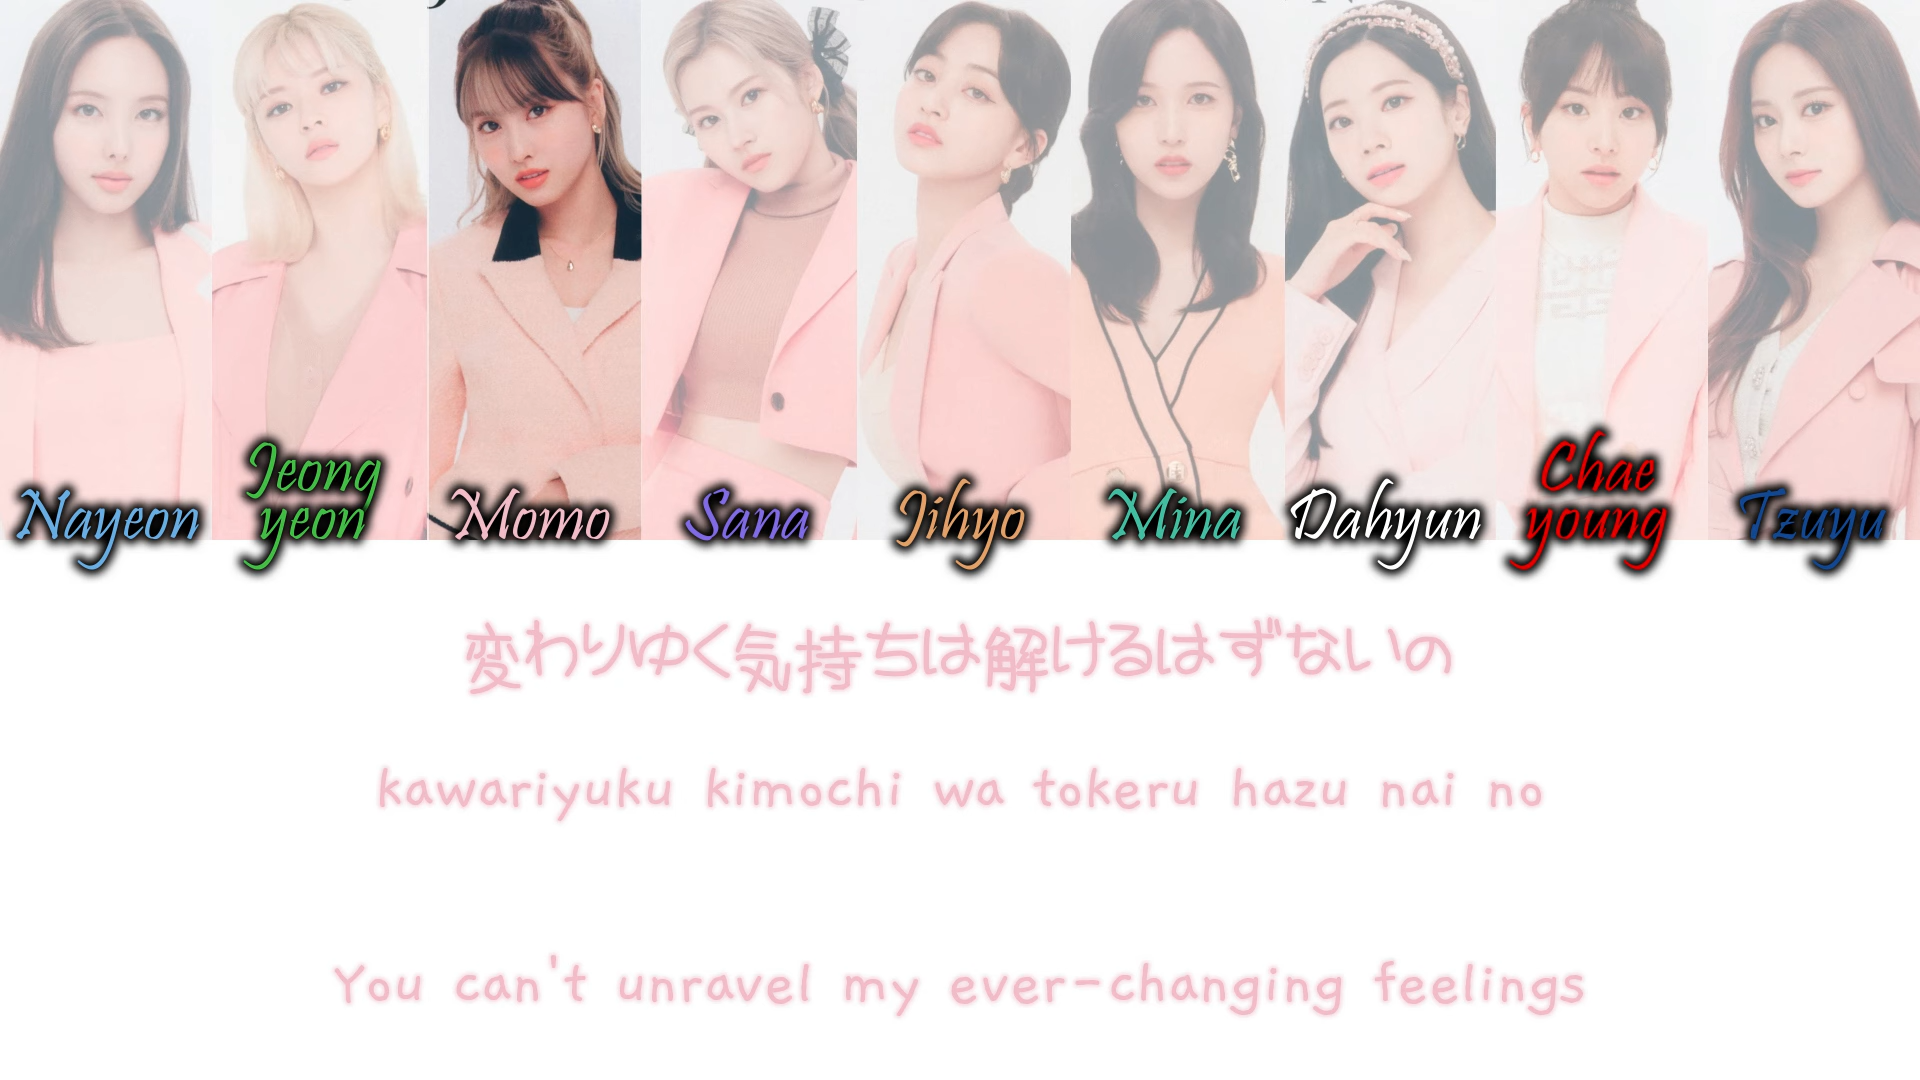 Nayeon
Jeong
yeon
Momo
Sana
Jihyo
Mina
Dahyun
Chae
young
Tzuyu
変わりゆく気持ちは解けるはずないの
kawariyuku kimochi wa tokeru hazu nai no
You can't unravel my ever-changing feelings